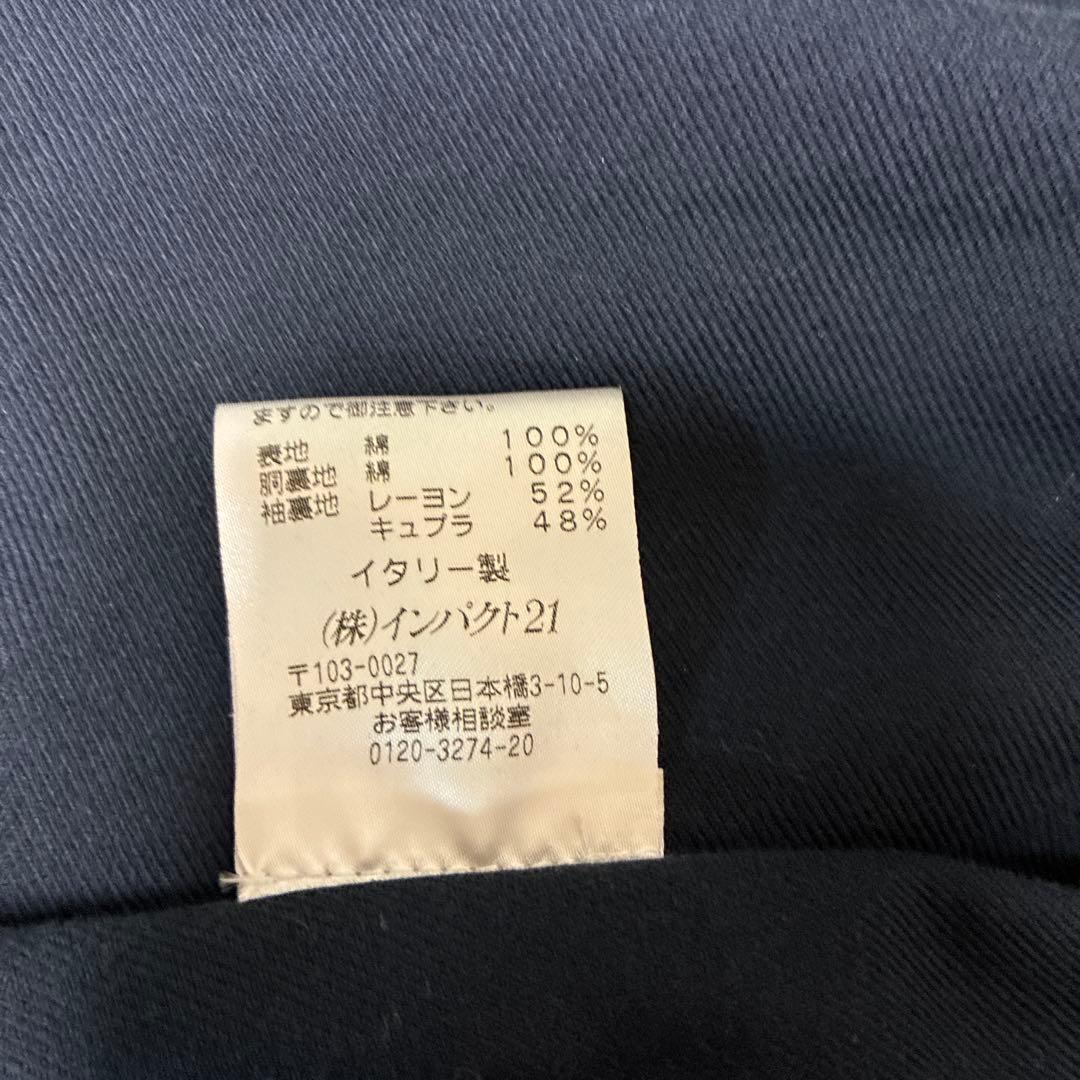 ますので御注意下さい。
表地 綿 100%
胴裏地 綿 100%
袖裏地 レーヨン 52%
キュプラ 48%
イタリー製
(株)インパクト21
〒103-0027
東京都中央区日本橋3-10-5
お客様相談室
0120-3274-20